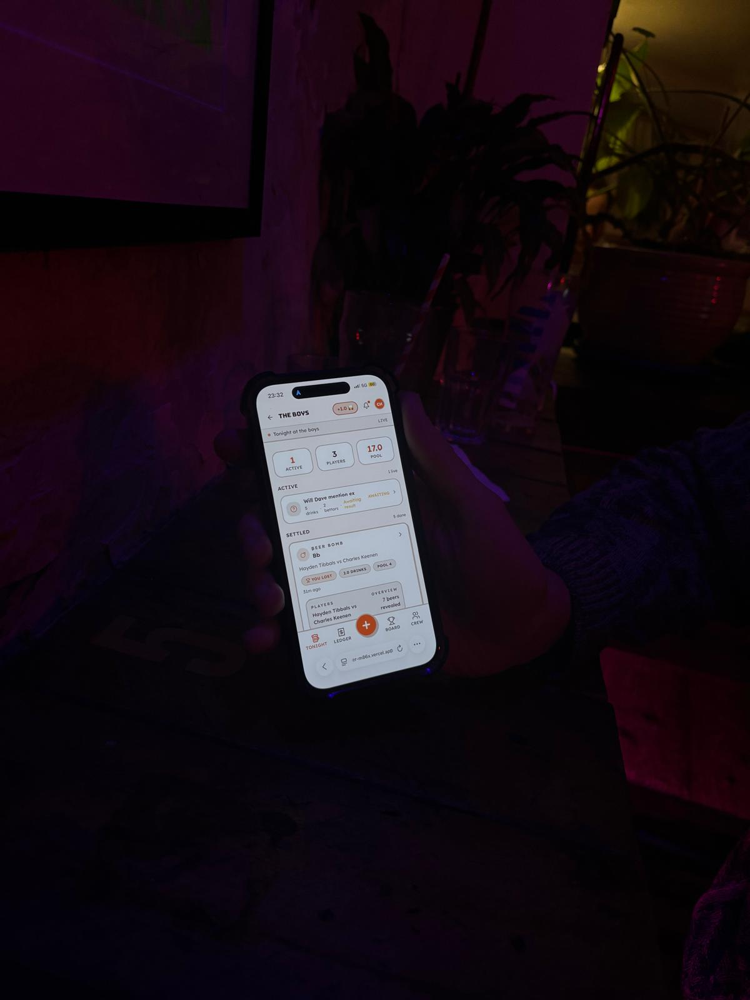 23:32
5G 60
THE BOYS
+1.0
CH
Tonight at the boys
LIVE
1
ACTIVE
3
PLAYERS
17.0
POOL
ACTIVE
1 live
Will Dave mention ex
5 drinks · 2 bettors · Awaiting result
AWAITING
SETTLED
5 done
BEER BOMB
Bb
Hayden Tibbals vs Charles Keenen
YOU LOST
2.0 DRINKS
POOL 4
31m ago
PLAYERS
Hayden Tibbals vs
Charles Keenen
OVERVIEW
7 beers
revealed
TONIGHT
LEDGER
BOARD
CREW
er-m86x.vercel.app